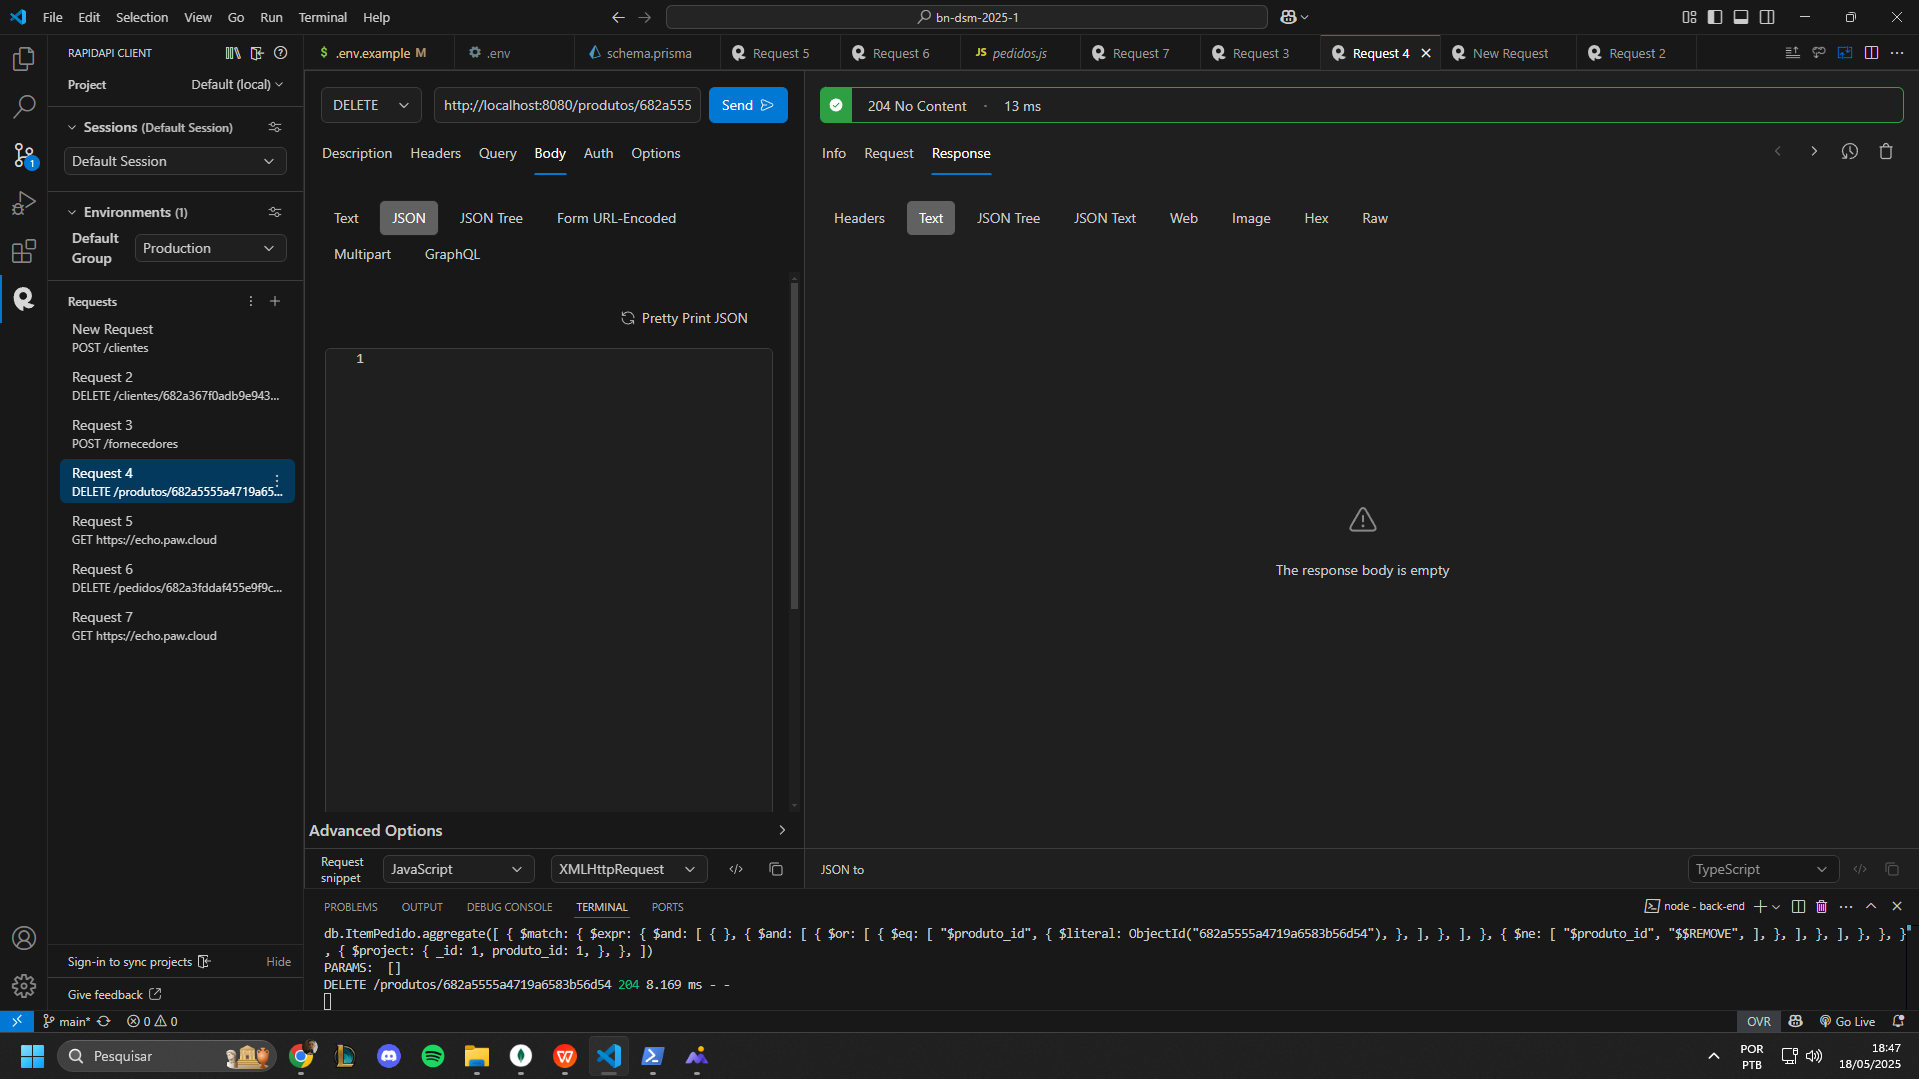 File Edit Selection View Go Run Terminal Help
bn-dsm-2025-1
RAPIDAPI CLIENT
Project Default (local)
Sessions (Default Session)
Default Session
Environments (1)
Default Group
Production
Requests
New Request
POST /clientes
Request 2
DELETE /clientes/682a367f0adb9e943...
Request 3
POST /fornecedores
Request 4
DELETE /produtos/682a5555a4719a65...
Request 5
GET https://echo.paw.cloud
Request 6
DELETE /pedidos/682a3fddaf455e9f9c...
Request 7
GET https://echo.paw.cloud
Sign-in to sync projects Hide
Give feedback
$ .env.example M
.env
schema.prisma
Request 5
Request 6
JS pedidos.js
Request 7
Request 3
Request 4
New Request
Request 2
DELETE http://localhost:8080/produtos/682a555 Send
Description Headers Query Body Auth Options
Text JSON JSON Tree Form URL-Encoded
Multipart GraphQL
Pretty Print JSON
1
Advanced Options
Request snippet
JavaScript XMLHttpRequest </>
204 No Content · 13 ms
Info Request Response
Headers Text JSON Tree JSON Text Web Image Hex Raw
The response body is empty
JSON to TypeScript </>
PROBLEMS OUTPUT DEBUG CONSOLE TERMINAL PORTS node - back-end
db.ItemPedido.aggregate([ { $match: { $expr: { $and: [ { }, { $and: [ { $or: [ { $eq: [ "$produto_id", { $literal: ObjectId("682a5555a4719a6583b56d54"), }, ], }, ], }, { $ne: [ "$produto_id", "$$REMOVE", ], }, ], }, ], }, }, }
, { $project: { _id: 1, produto_id: 1, }, }, ])
PARAMS: []
DELETE /produtos/682a5555a4719a6583b56d54 204 8.169 ms - -
1
main* 0 0 OVR Go Live
Pesquisar
POR
PTB
18:47
18/05/2025